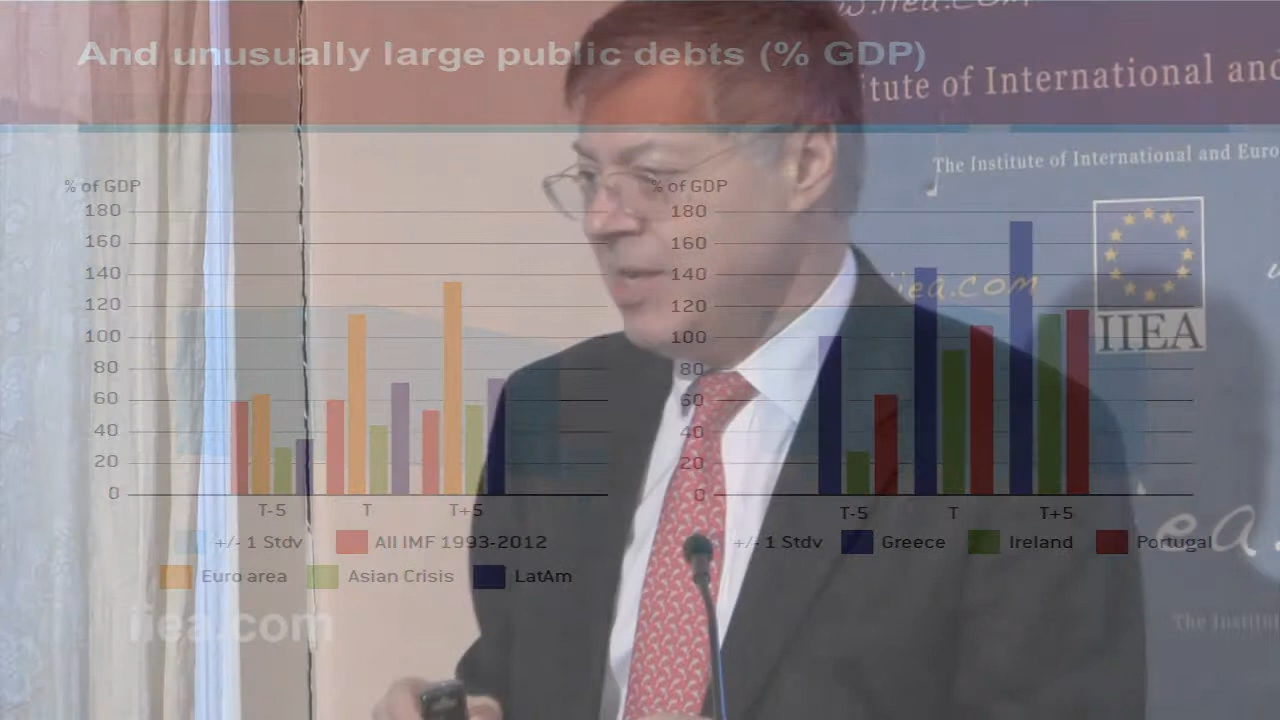 w.iiea.com
And unusually large public debts (% GDP)
tute of International and
The Institute of International and Euro
% of GDP
180
160
140
120
100
80
60
40
20
0
T-5 T T+5
+/- 1 Stdv All IMF 1993-2012
Euro area Asian Crisis LatAm
% of GDP
180
160
140
120
100
80
60
40
20
0
T-5 T T+5
+/- 1 Stdv Greece Ireland Portugal
iiea.com
IIEA
ea.
iiea.com
The Institu